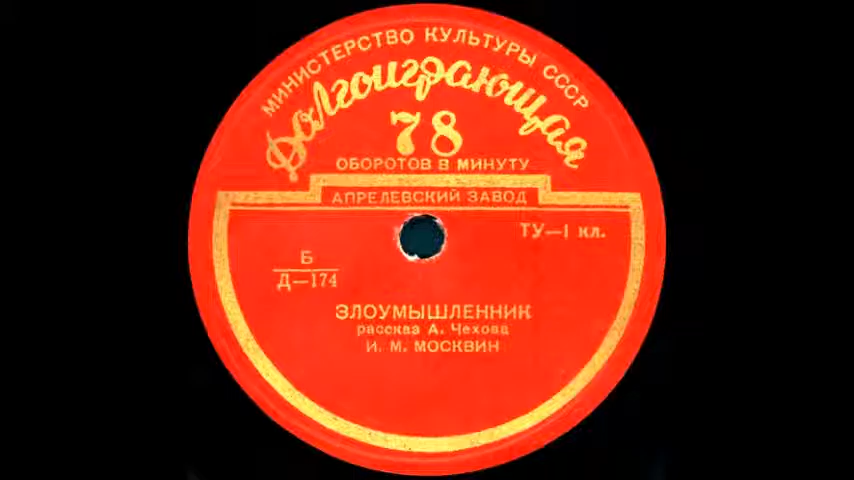 МИНИСТЕРСТВО КУЛЬТУРЫ СССР
Долгоиграющая
78
ОБОРОТОВ В МИНУТУ
АПРЕЛЕВСКИЙ ЗАВОД
ТУ—I кл.
Б
Д—174
ЗЛОУМЫШЛЕННИК
рассказ А. Чехова
И. М. МОСКВИН